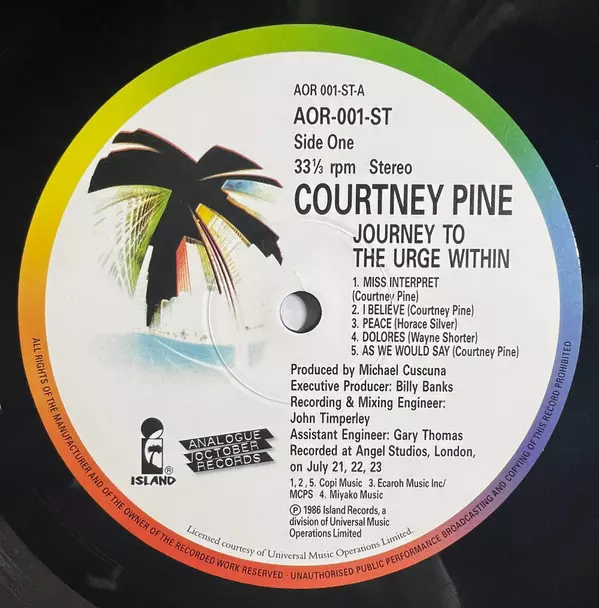 AOR 001-ST-A
AOR-001-ST
Side One
33⅓ rpm Stereo
COURTNEY PINE
JOURNEY TO
THE URGE WITHIN
1. MISS INTERPRET
(Courtney Pine)
2. I BELIEVE (Courtney Pine)
3. PEACE (Horace Silver)
4. DOLORES (Wayne Shorter)
5. AS WE WOULD SAY (Courtney Pine)
Produced by Michael Cuscuna
Executive Producer: Billy Banks
Recording & Mixing Engineer:
John Timperley
Assistant Engineer: Gary Thomas
Recorded at Angel Studios, London,
on July 21, 22, 23
1, 2, 5. Copi Music 3. Ecaroh Music Inc/
MCPS 4. Miyako Music
℗ 1986 Island Records, a
division of Universal Music
Operations Limited
ISLAND ®
ANALOGUE
/OCTOBER
RECORDS
Licensed courtesy of Universal Music Operations Limited.
ALL RIGHTS OF THE MANUFACTURER AND OF THE OWNER OF THE RECORDED WORK RESERVED - UNAUTHORISED PUBLIC PERFORMANCE BROADCASTING AND COPYING OF THIS RECORD PROHIBITED